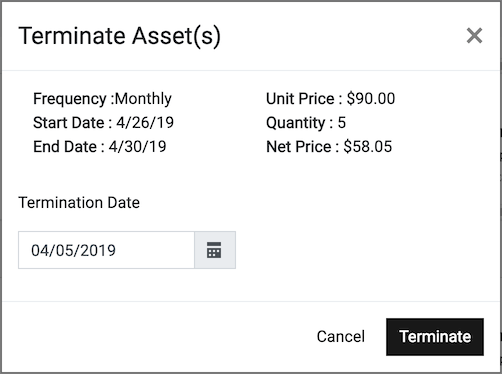 Terminate Asset(s)
Frequency :Monthly
Unit Price : $90.00
Start Date : 4/26/19
Quantity : 5
End Date : 4/30/19
Net Price : $58.05
Termination Date
04/05/2019
Cancel
Terminate